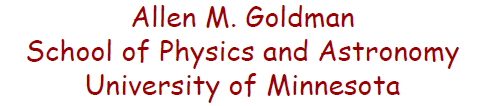 Allen M. Goldman
School of Physics and Astronomy
University of Minnesota